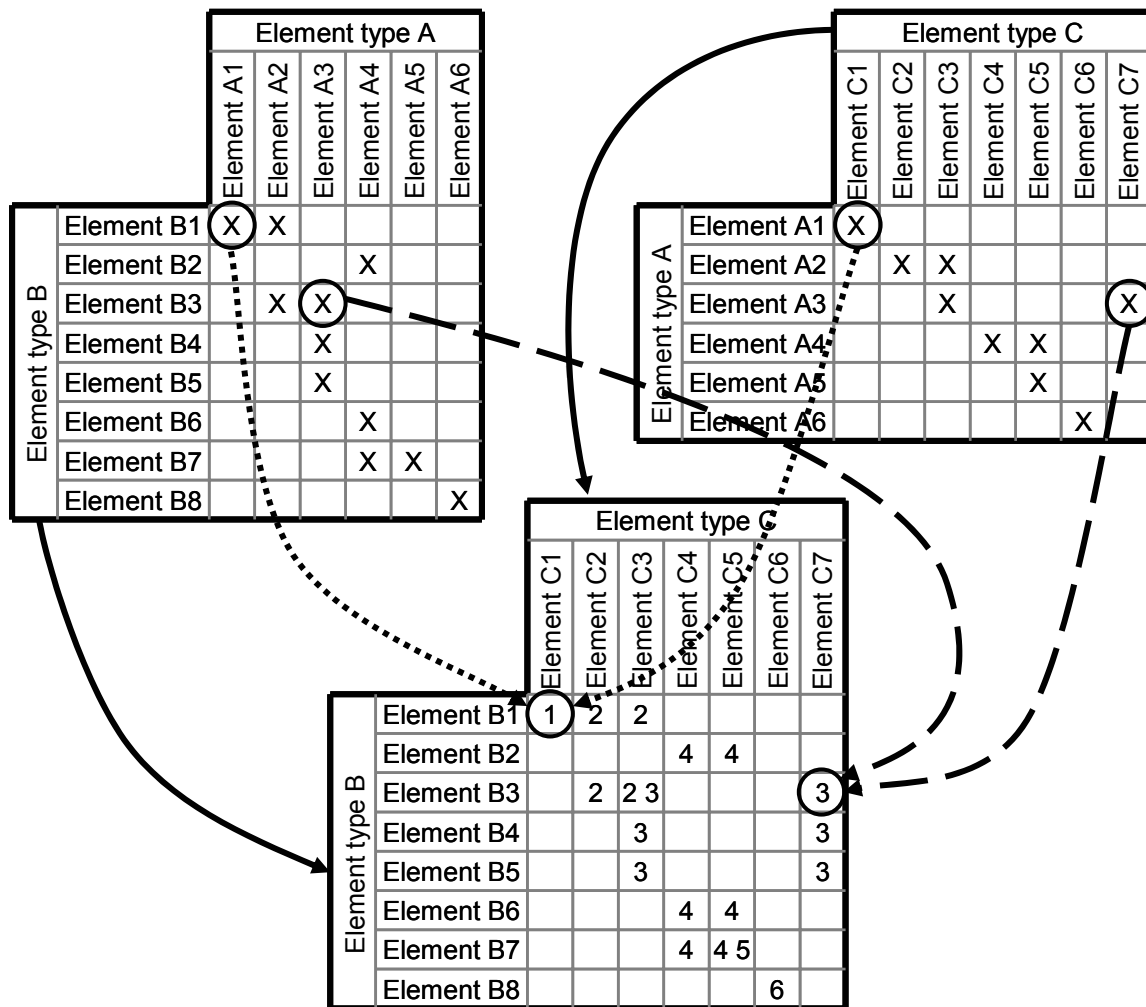 Element type A
Element A1 Element A2 Element A3 Element A4 Element A5 Element A6
Element type B
Element B1 X X
Element B2 X
Element B3 X X
Element B4 X
Element B5 X
Element B6 X
Element B7 X X
Element B8 X
Element type C
Element C1 Element C2 Element C3 Element C4 Element C5 Element C6 Element C7
Element type A
Element A1 X
Element A2 X X
Element A3 X X
Element A4 X X
Element A5 X
Element A6 X
Element type C
Element C1 Element C2 Element C3 Element C4 Element C5 Element C6 Element C7
Element type B
Element B1 1 2 2
Element B2 4 4
Element B3 2 2 3 3
Element B4 3 3
Element B5 3 3
Element B6 4 4
Element B7 4 4 5
Element B8 6